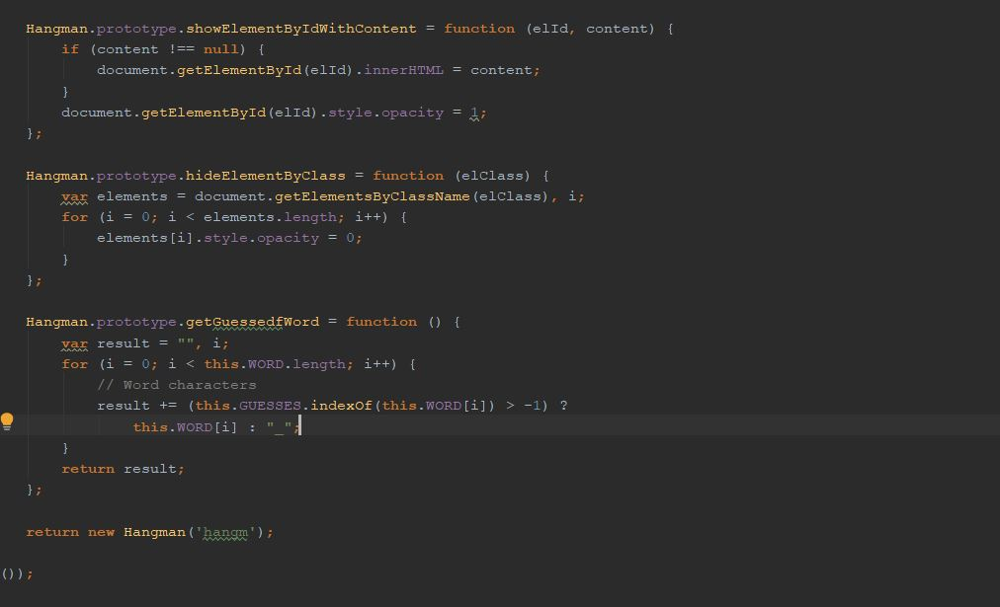 Hangman.prototype.showElementByIdWithContent = function (elId, content) {
if (content !== null) {
document.getElementById(elId).innerHTML = content;
}
document.getElementById(elId).style.opacity = 1;
};
Hangman.prototype.hideElementByClass = function (elClass) {
var elements = document.getElementsByClassName(elClass), i;
for (i = 0; i < elements.length; i++) {
elements[i].style.opacity = 0;
}
};
Hangman.prototype.getGuessedfWord = function () {
var result = "", i;
for (i = 0; i < this.WORD.length; i++) {
// Word characters
result += (this.GUESSES.indexOf(this.WORD[i]) > -1) ?
this.WORD[i] : "_";
}
return result;
};
return new Hangman('hangm');
());